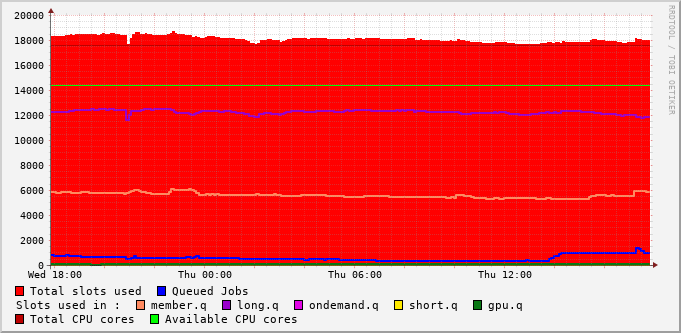 20000
18000
16000
14000
12000
10000
8000
6000
4000
2000
0
Wed 18:00 Thu 00:00 Thu 06:00 Thu 12:00
RRDTOOL / TOBI OETIKER
Total slots used Queued Jobs
Slots used in : member.q long.q ondemand.q short.q gpu.q
Total CPU cores Available CPU cores